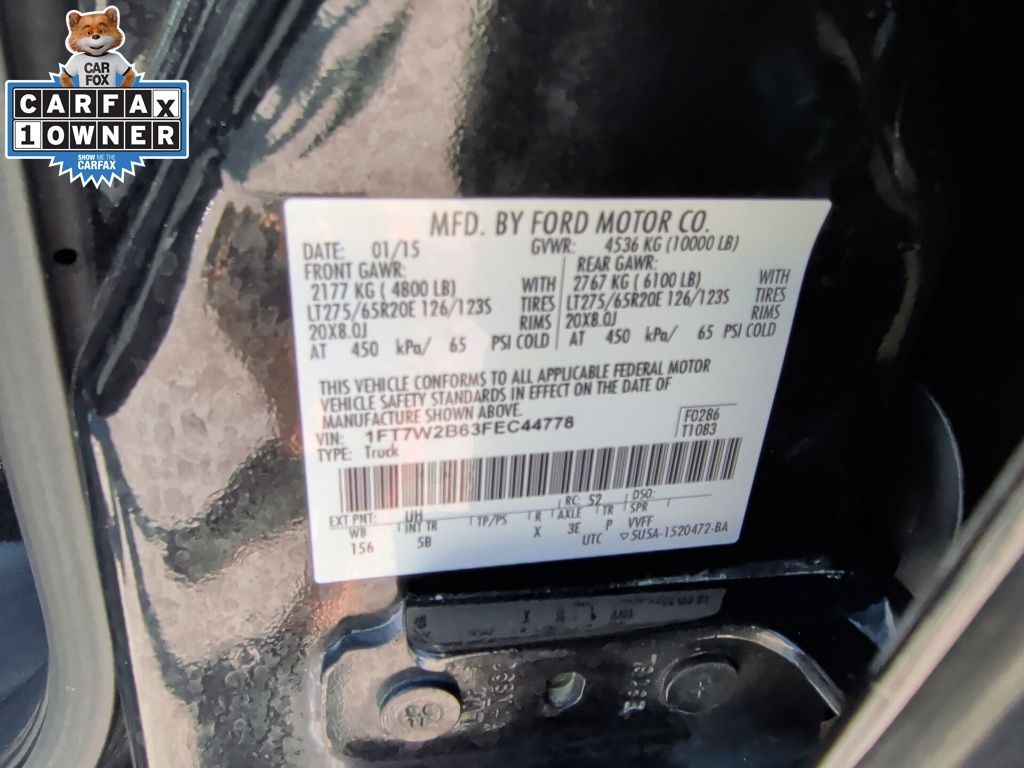 CAR
FOX
CARFAX
1 OWNER
SHOW ME THE
CARFAX
MFD. BY FORD MOTOR CO.
DATE: 01/15 GVWR: 4536 KG (10000 LB)
FRONT GAWR: REAR GAWR:
2177 KG ( 4800 LB) WITH 2767 KG ( 6100 LB) WITH
LT275/65R20E 126/123S TIRES LT275/65R20E 126/123S TIRES
20X8.0J RIMS 20X8.0J RIMS
AT 450 kPa/ 65 PSI COLD AT 450 kPa/ 65 PSI COLD
THIS VEHICLE CONFORMS TO ALL APPLICABLE FEDERAL MOTOR
VEHICLE SAFETY STANDARDS IN EFFECT ON THE DATE OF
MANUFACTURE SHOWN ABOVE.
VIN: 1FT7W2B63FEC44778 F0286
TYPE: Truck T1083
EXT PNT: UH RC: 52 DSO:
WB INT TR TP/PS R AXLE TR SPR
156 5B X 3E P VVFF
UTC ▽SU5A-1520472-BA